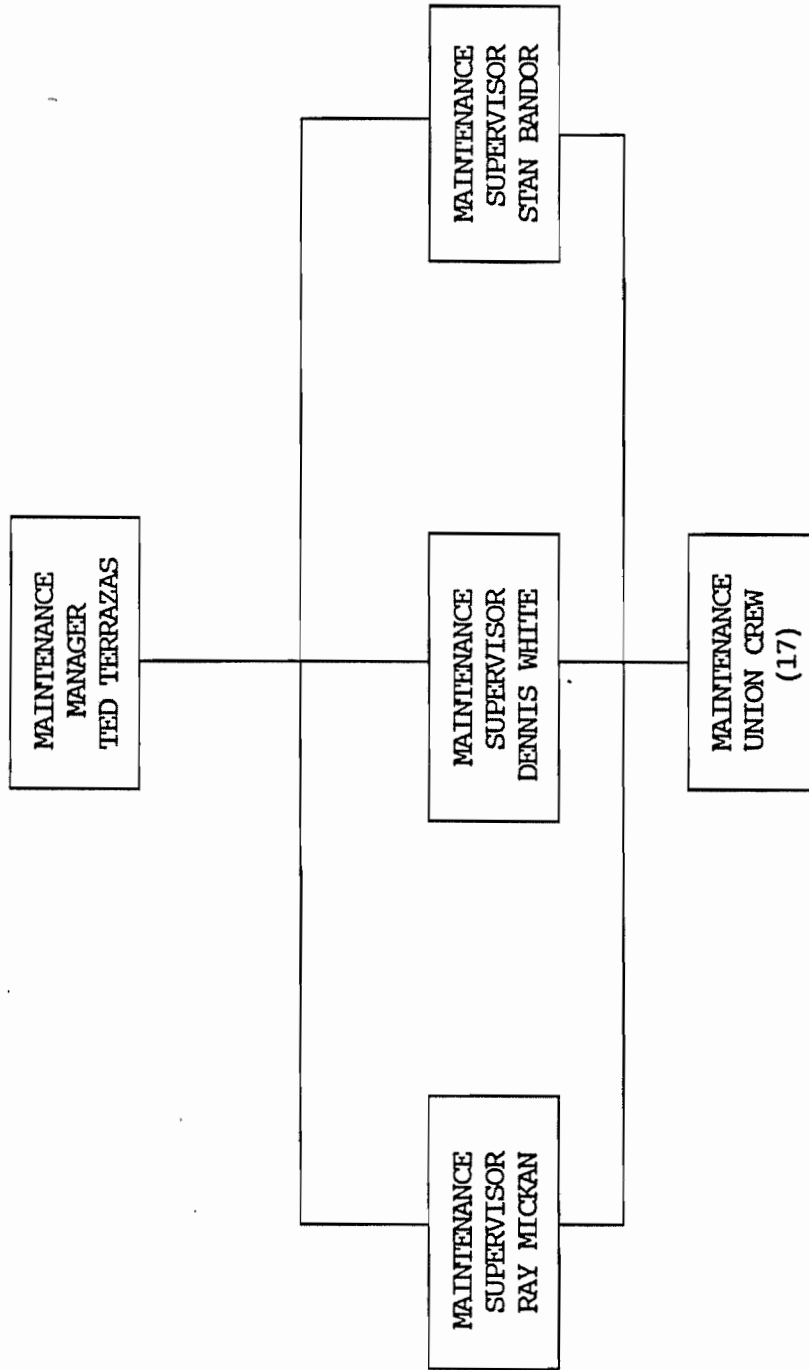 MAINTENANCE
MANAGER
TED TERRAZAS
MAINTENANCE
SUPERVISOR
RAY MICKAN
MAINTENANCE
SUPERVISOR
DENNIS WHITE
MAINTENANCE
SUPERVISOR
STAN BANDOR
MAINTENANCE
UNION CREW
(17)